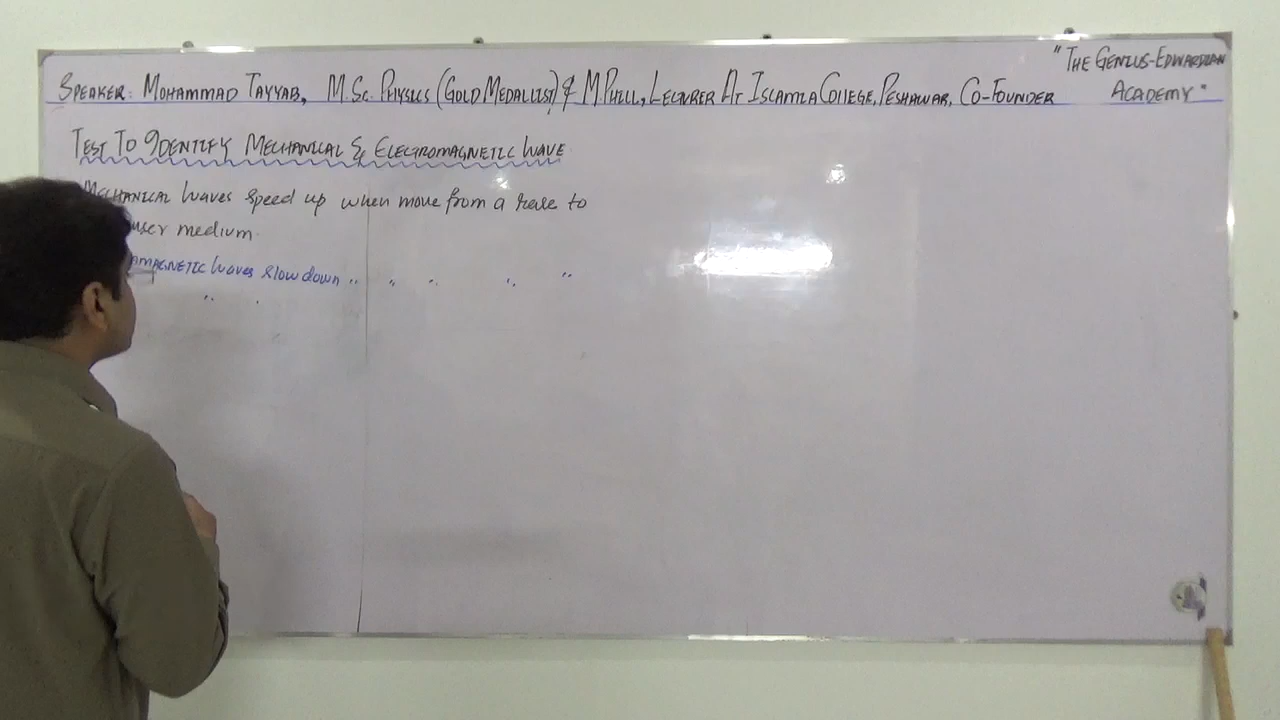 SPEAKER: MOHAMMAD TAYYAB, M.Sc. PHYSICS (GOLD MEDALIST) & M.PHILL, LECTURER AT ISLAMIA COLLEGE, PESHAWAR, CO-FOUNDER
"THE GENIUS-EDWARDIAN
ACADEMY"
TEST TO IDENTIFY MECHANICAL & ELECTROMAGNETIC WAVE
MECHANICAL waves speed up when move from a rare to
medium.
MAGNETIC waves slow down " " " " "
" "